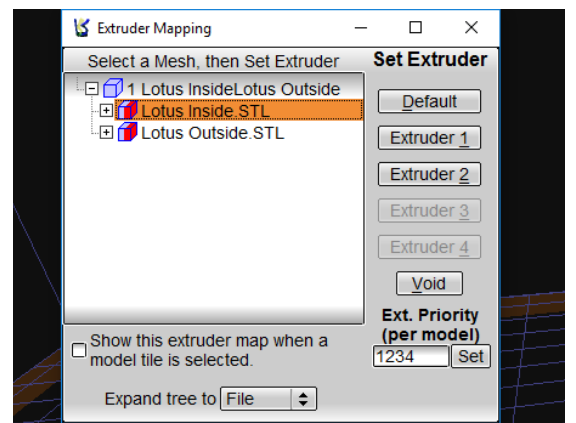 Extruder Mapping
Select a Mesh, then Set Extruder
Set Extruder
1 Lotus InsideLotus Outside
Lotus Inside.STL
Lotus Outside.STL
Default
Extruder 1
Extruder 2
Extruder 3
Extruder 4
Void
Ext. Priority
(per model)
1234 Set
Show this extruder map when a
model tile is selected.
Expand tree to File